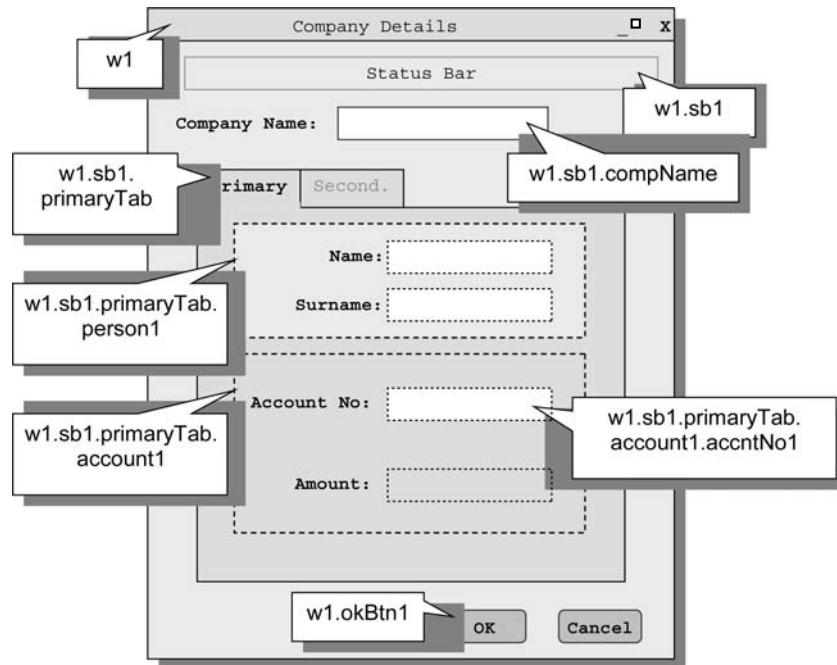 Company Details
_ X
w1
Status Bar
w1.sb1
Company Name:
w1.sb1.compName
w1.sb1.
primaryTab
rimary
Second.
Name:
Surname:
w1.sb1.primaryTab.
person1
Account No:
w1.sb1.primaryTab.
account1
w1.sb1.primaryTab.
account1.accntNo1
Amount:
w1.okBtn1
OK
Cancel